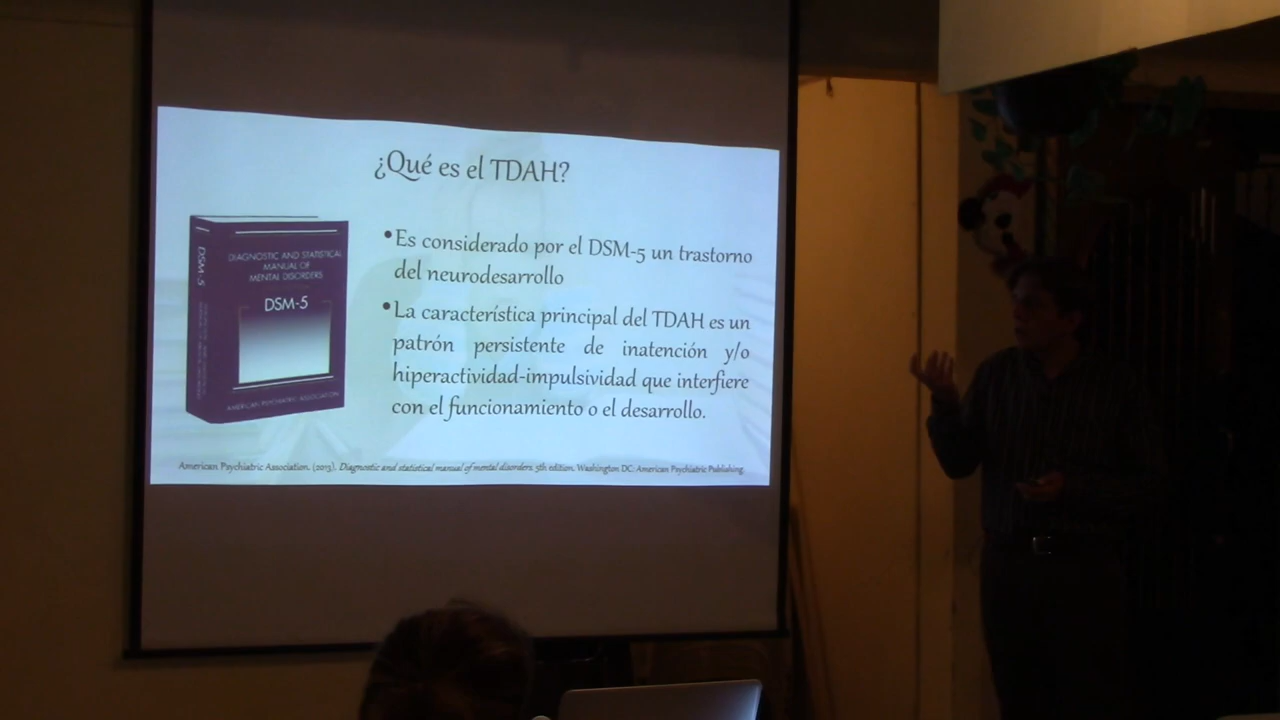 ¿Qué es el TDAH?
DSM-5
DIAGNOSTIC AND STATISTICAL
MANUAL OF
MENTAL DISORDERS
DSM-5
AMERICAN PSYCHIATRIC ASSOCIATION
•Es considerado por el DSM-5 un trastorno
del neurodesarrollo
•La característica principal del TDAH es un
patrón persistente de inatención y/o
hiperactividad-impulsividad que interfiere
con el funcionamiento o el desarrollo.
American Psychiatric Association. (2013). Diagnostic and statistical manual of mental disorders. 5th edition. Washington DC: American Psychiatric Publishing.